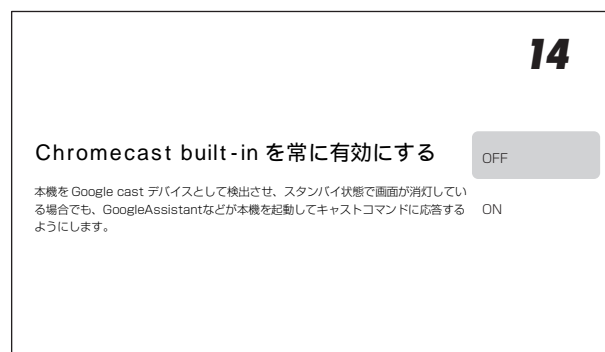 14
Chromecast built-in を常に有効にする
OFF
本機を Google cast デバイスとして検出させ、スタンバイ状態で画面が消灯してい
る場合でも、GoogleAssistantなどが本機を起動してキャストコマンドに応答する
ようにします。
ON